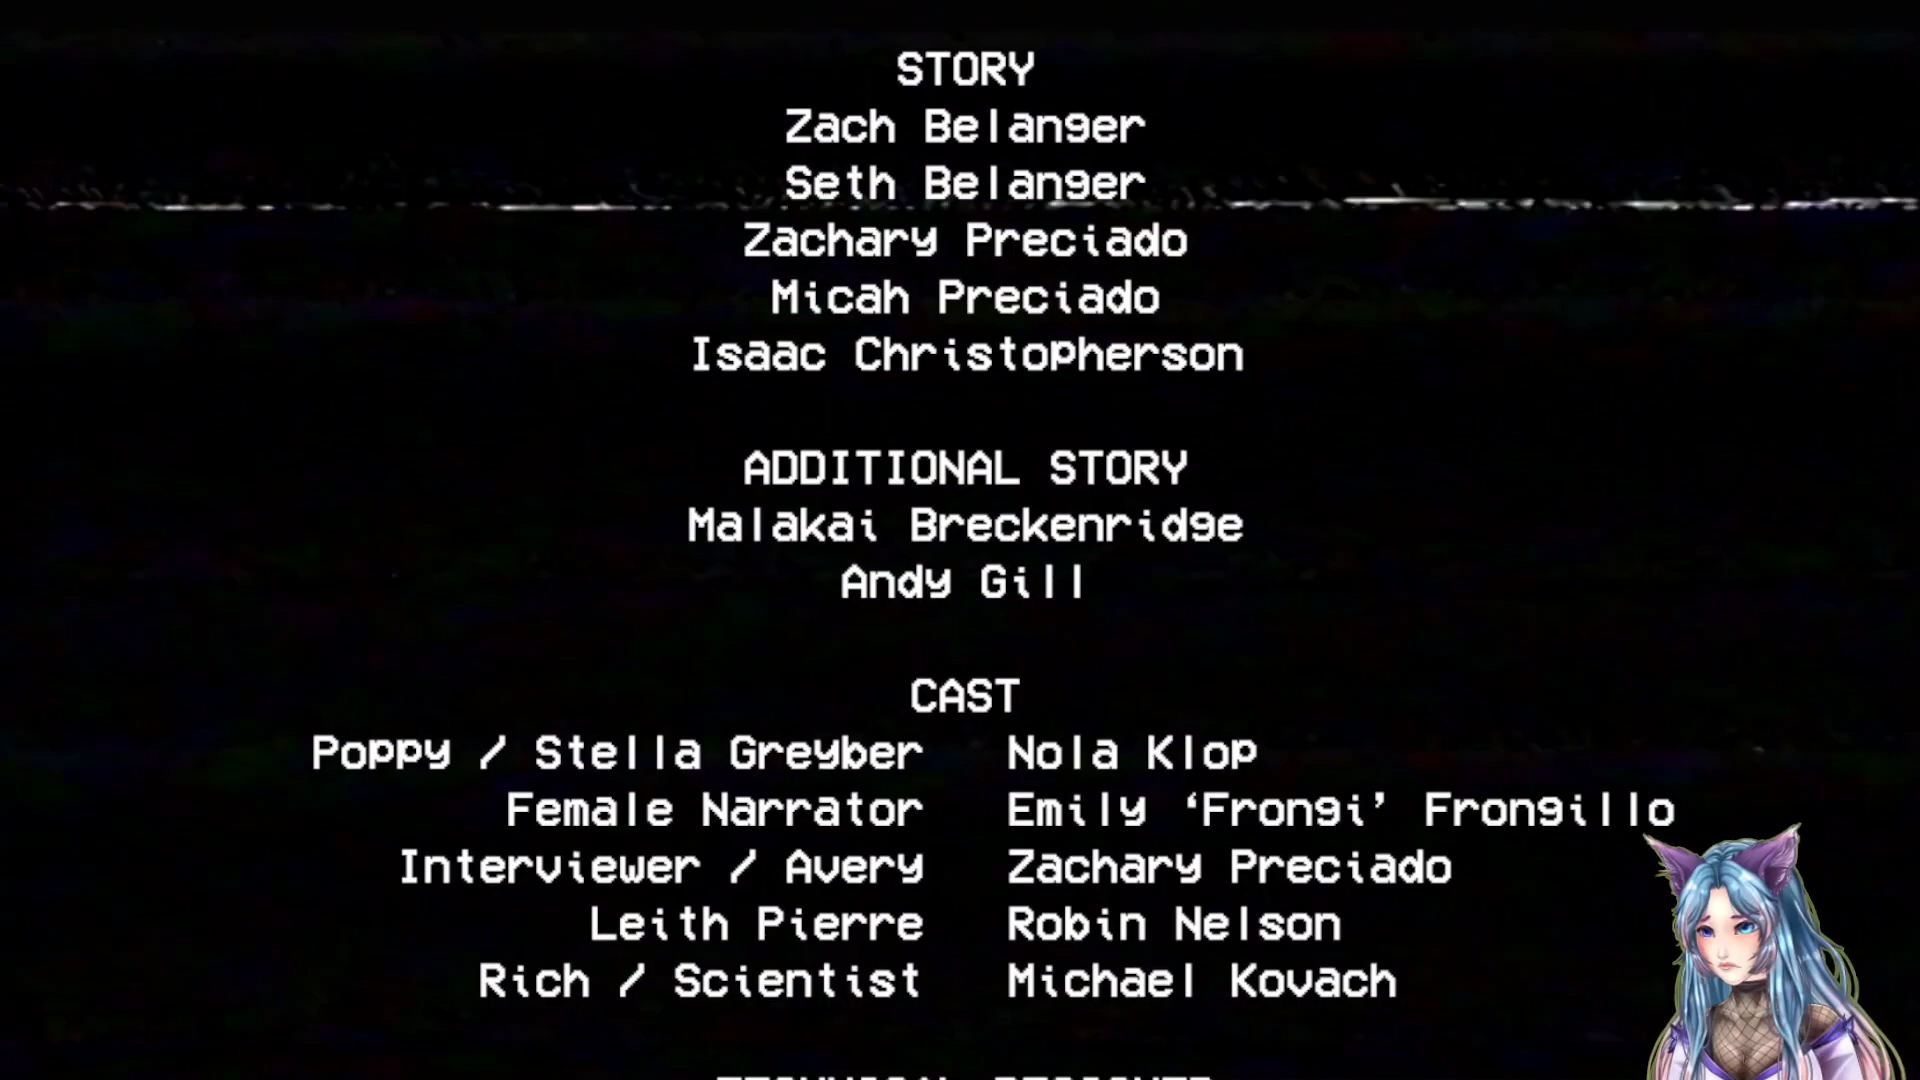 STORY
Zach Belanger
Seth Belanger
Zachary Preciado
Micah Preciado
Isaac Christopherson
ADDITIONAL STORY
Malakai Breckenridge
Andy Gill
CAST
Poppy / Stella Greyber Nola Klop
Female Narrator Emily ‘Frongi’ Frongillo
Interviewer / Avery Zachary Preciado
Leith Pierre Robin Nelson
Rich / Scientist Michael Kovach